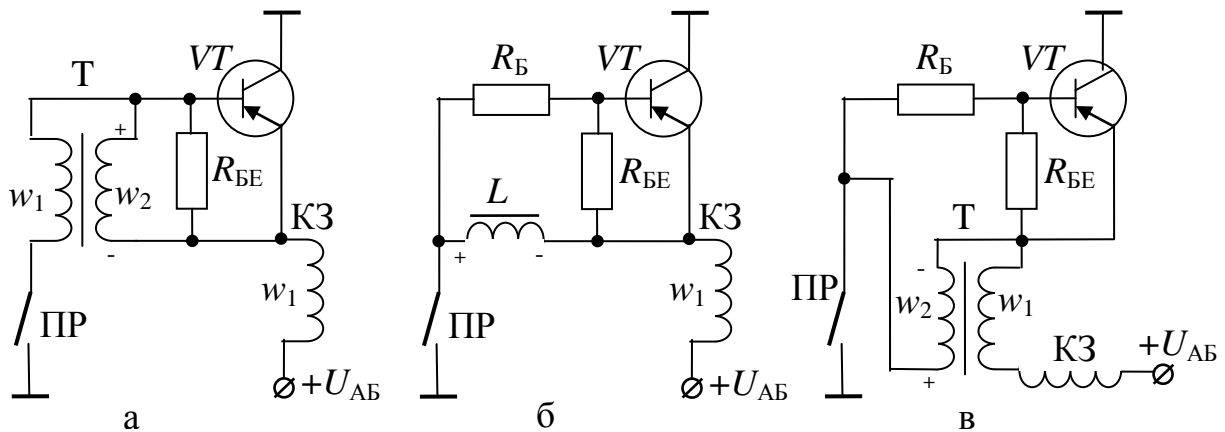 Т
VT
+
w₁
w₂
R_БЕ
-
КЗ
w₁
ПР
+U_АБ
а
R_Б
VT
R_БЕ
L
+
-
КЗ
w₁
ПР
+U_АБ
б
R_Б
VT
R_БЕ
Т
-
w₂
w₁
ПР
КЗ
+U_АБ
+
в